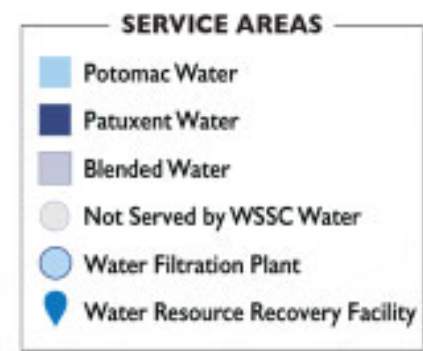 SERVICE AREAS
Potomac Water
Patuxent Water
Blended Water
Not Served by WSSC Water
Water Filtration Plant
Water Resource Recovery Facility